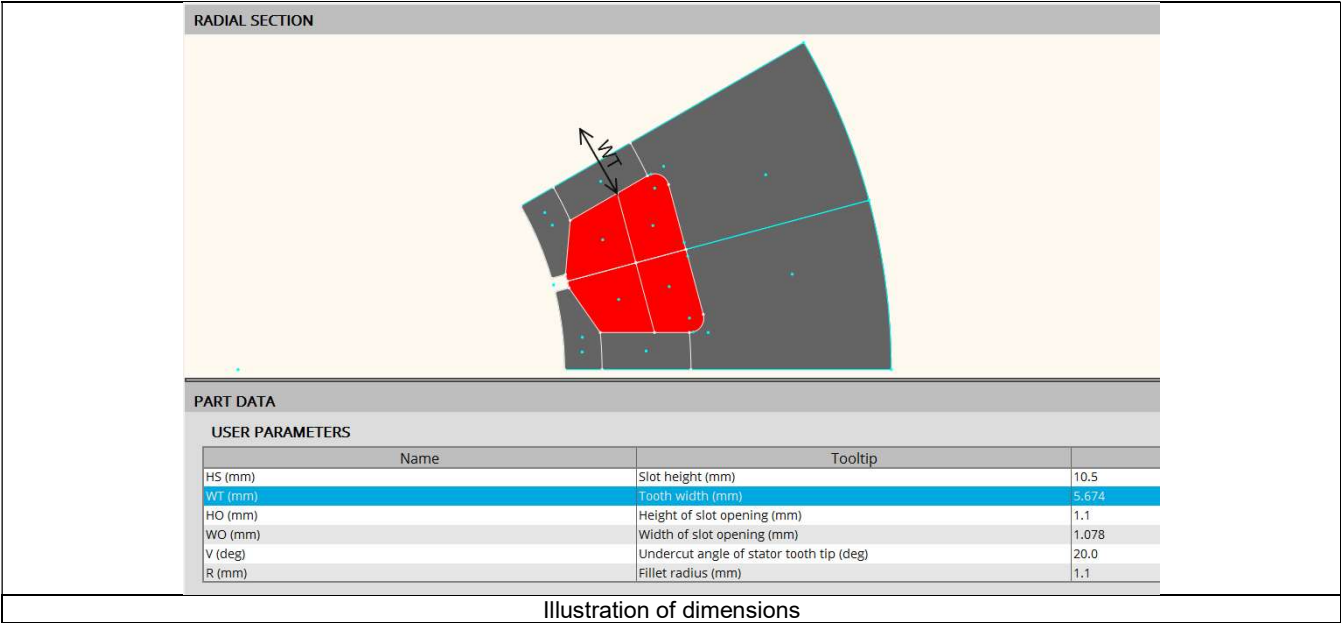 RADIAL SECTION
WT
PART DATA
USER PARAMETERS
Name Tooltip
HS (mm) Slot height (mm) 10.5
WT (mm) Tooth width (mm) 5.674
HO (mm) Height of slot opening (mm) 1.1
WO (mm) Width of slot opening (mm) 1.078
V (deg) Undercut angle of stator tooth tip (deg) 20.0
R (mm) Fillet radius (mm) 1.1
Illustration of dimensions